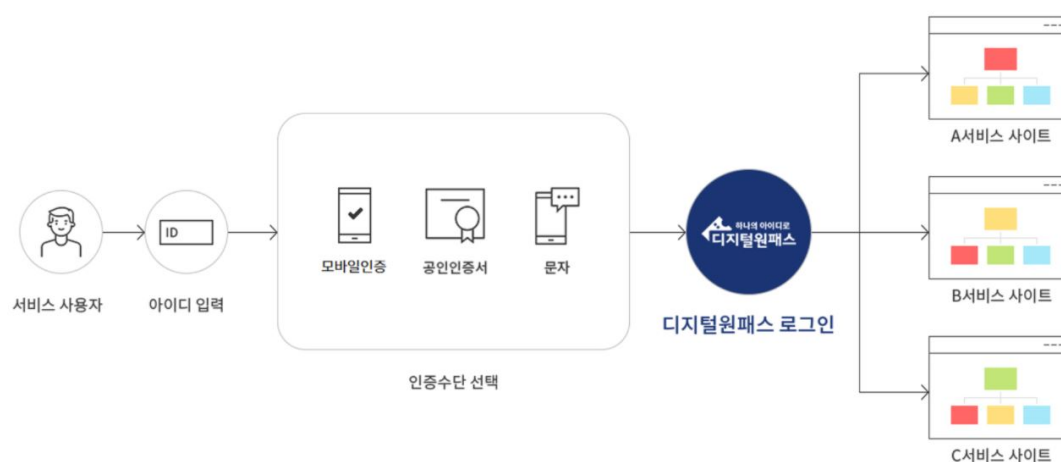 서비스 사용자
ID
아이디 입력
모바일인증
공인인증서
문자
인증수단 선택
하나의 아이디로
디지털원패스
디지털원패스 로그인
A서비스 사이트
B서비스 사이트
C서비스 사이트